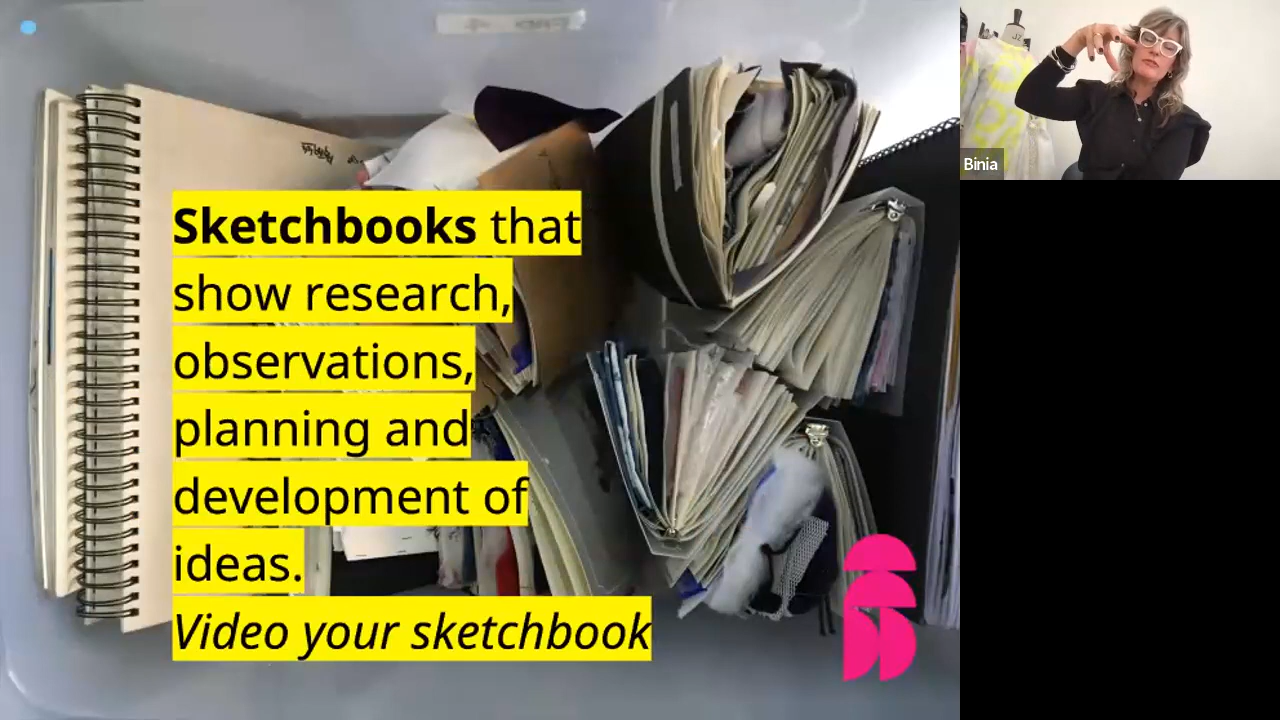 Sketchbooks that
show research,
observations,
planning and
development of
ideas.
Video your sketchbook
Binia